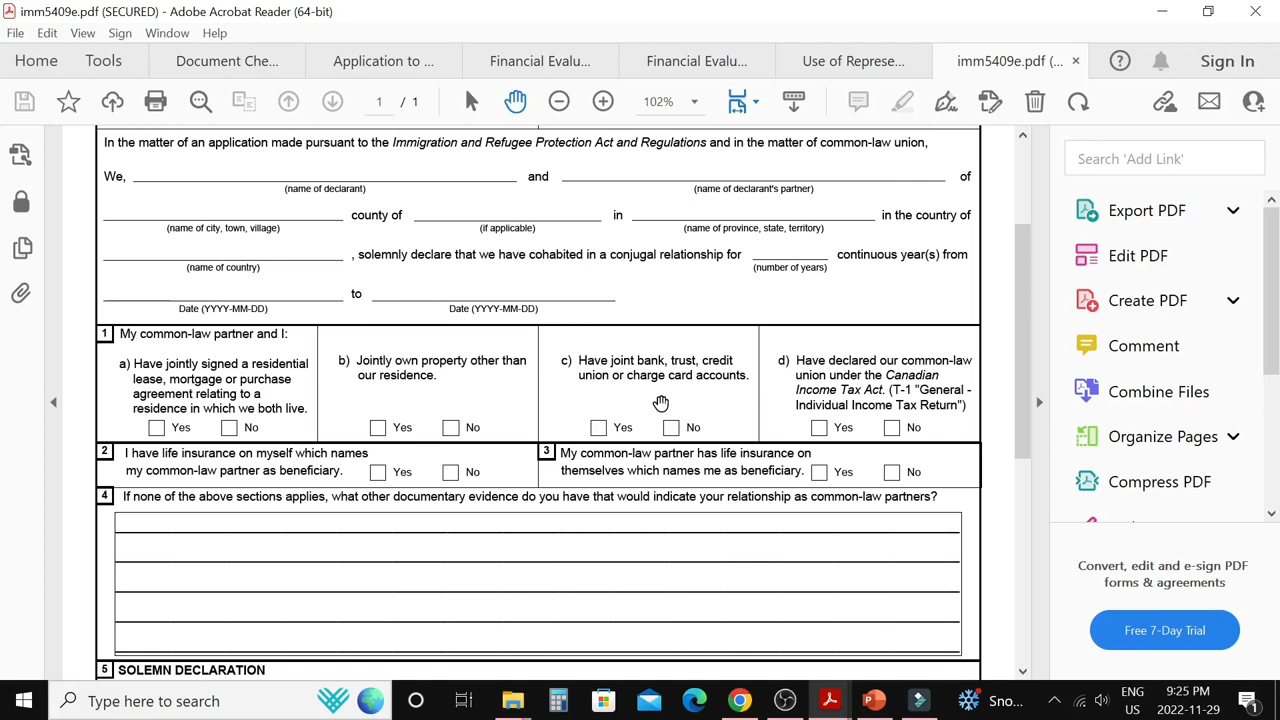 imm5409e.pdf (SECURED) - Adobe Acrobat Reader (64-bit)
File Edit View Sign Window Help
Home Tools Document Che... Application to ... Financial Evalu... Financial Evalu... Use of Represe... imm5409e.pdf (... × Sign In
1 / 1 102%
In the matter of an application made pursuant to the Immigration and Refugee Protection Act and Regulations and in the matter of common-law union,
We, and of
(name of declarant) (name of declarant's partner)
county of in in the country of
(name of city, town, village) (if applicable) (name of province, state, territory)
, solemnly declare that we have cohabited in a conjugal relationship for continuous year(s) from
(name of country) (number of years)
to
Date (YYYY-MM-DD) Date (YYYY-MM-DD)
1 My common-law partner and I:
a) Have jointly signed a residential
lease, mortgage or purchase
agreement relating to a
residence in which we both live.
Yes No
b) Jointly own property other than
our residence.
Yes No
c) Have joint bank, trust, credit
union or charge card accounts.
Yes No
d) Have declared our common-law
union under the Canadian
Income Tax Act. (T-1 "General -
Individual Income Tax Return")
Yes No
2 I have life insurance on myself which names
my common-law partner as beneficiary. Yes No
3 My common-law partner has life insurance on
themselves which names me as beneficiary. Yes No
4 If none of the above sections applies, what other documentary evidence do you have that would indicate your relationship as common-law partners?
5 SOLEMN DECLARATION
Search 'Add Link'
Export PDF
Edit PDF
Create PDF
Comment
Combine Files
Organize Pages
Compress PDF
Convert, edit and e-sign PDF
forms & agreements
Free 7-Day Trial
Type here to search
Sno...
ENG
US
9:25 PM
2022-11-29
1